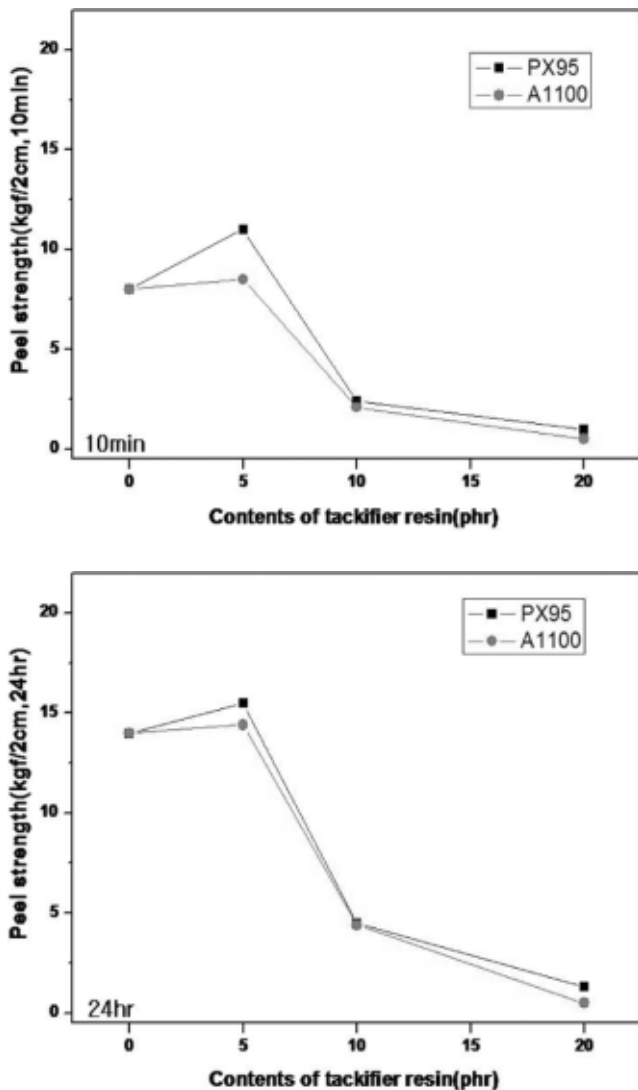 20
15
10
5
0
Peel strength(kgf/2cm,10min)
PX95
A1100
10min
0 5 10 15 20
Contents of tackifier resin(phr)
20
15
10
5
0
Peel strength(kgf/2cm,24hr)
PX95
A1100
24hr
0 5 10 15 20
Contents of tackifier resin(phr)